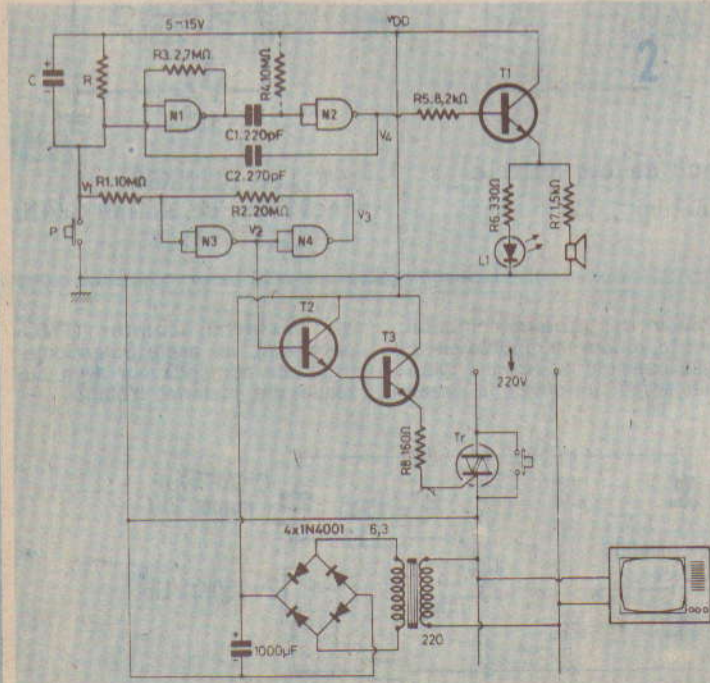 5-15V
VDD
2
R3.2,7MΩ
R4.10MΩ
T1
C
R
N1
N2
R5.8,2kΩ
C1.220pF
V4
C2.270pF
V1
R1.10MΩ
R2.20MΩ
V3
R6.330Ω
R7.1,5kΩ
P
N3
V2
N4
L1
T2
T3
220V
R8.160Ω
Tr
4x1N4001
6,3
1000µF
220